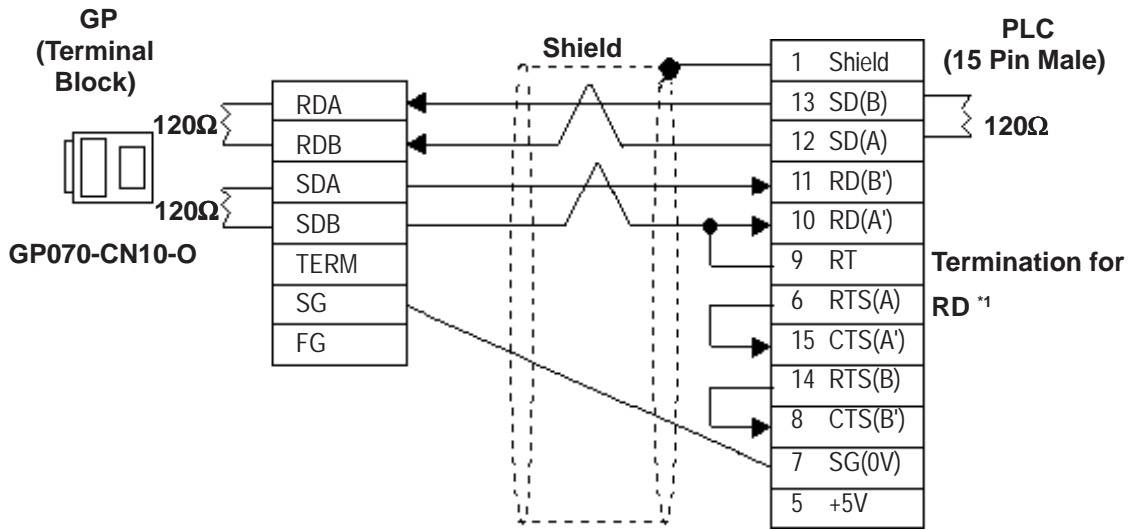 GP
(Terminal
Block)
120Ω
120Ω
GP070-CN10-O
RDA
RDB
SDA
SDB
TERM
SG
FG
Shield
PLC
(15 Pin Male)
1 Shield
13 SD(B)
12 SD(A)
11 RD(B')
10 RD(A')
9 RT
6 RTS(A)
15 CTS(A')
14 RTS(B)
8 CTS(B')
7 SG(0V)
5 +5V
120Ω
Termination for
RD *1